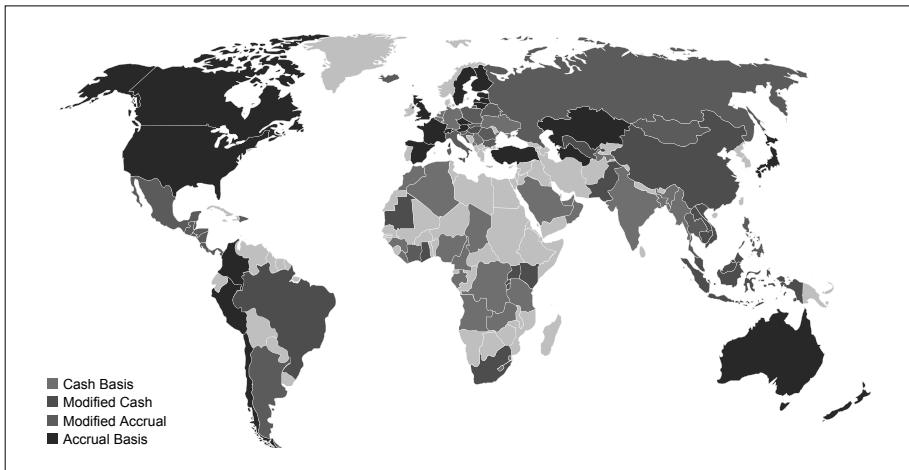 Cash Basis
Modified Cash
Modified Accrual
Accrual Basis